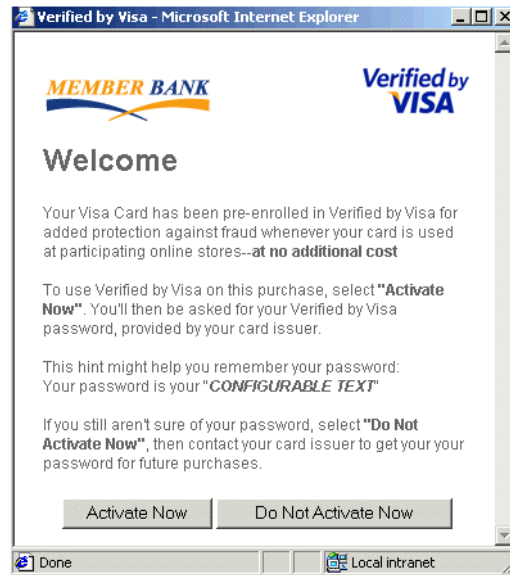 Verified by Visa - Microsoft Internet Explorer
MEMBER BANK
Verified by
VISA
Welcome
Your Visa Card has been pre-enrolled in Verified by Visa for
added protection against fraud whenever your card is used
at participating online stores--at no additional cost
To use Verified by Visa on this purchase, select "Activate
Now". You'll then be asked for your Verified by Visa
password, provided by your card issuer.
This hint might help you remember your password:
Your password is your "CONFIGURABLE TEXT"
If you still aren't sure of your password, select "Do Not
Activate Now", then contact your card issuer to get your your
password for future purchases.
Activate Now
Do Not Activate Now
Done
Local intranet